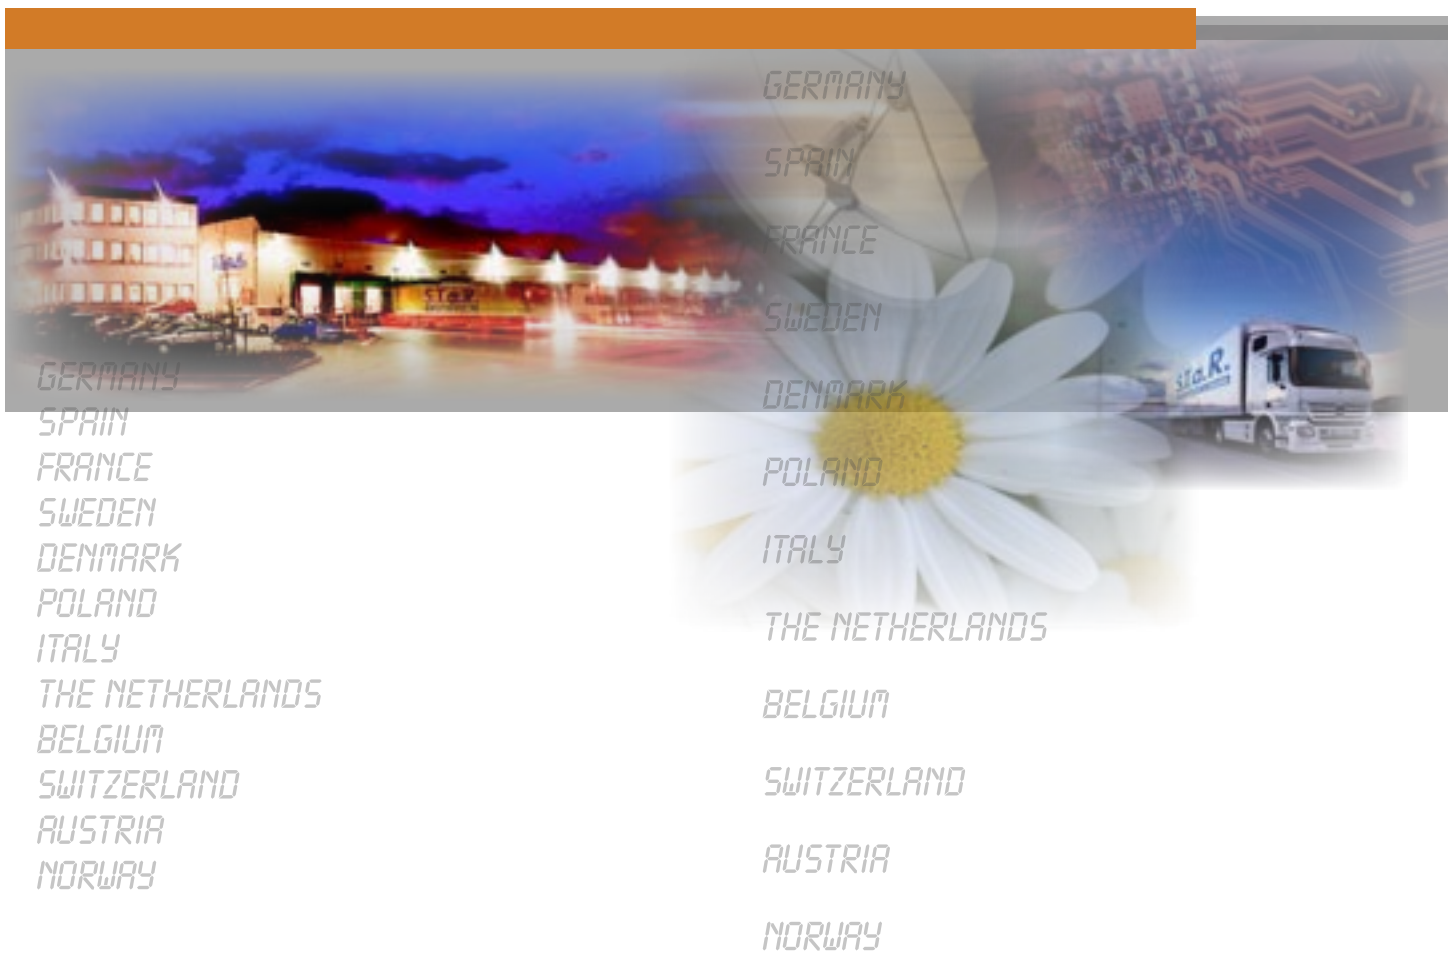 GERMANY
SPAIN
FRANCE
SWEDEN
DENMARK
POLAND
ITALY
THE NETHERLANDS
BELGIUM
SWITZERLAND
AUSTRIA
NORWAY
GERMANY
SPAIN
FRANCE
SWEDEN
DENMARK
POLAND
ITALY
THE NETHERLANDS
BELGIUM
SWITZERLAND
AUSTRIA
NORWAY
S.T.a.R.
S.T.a.R.